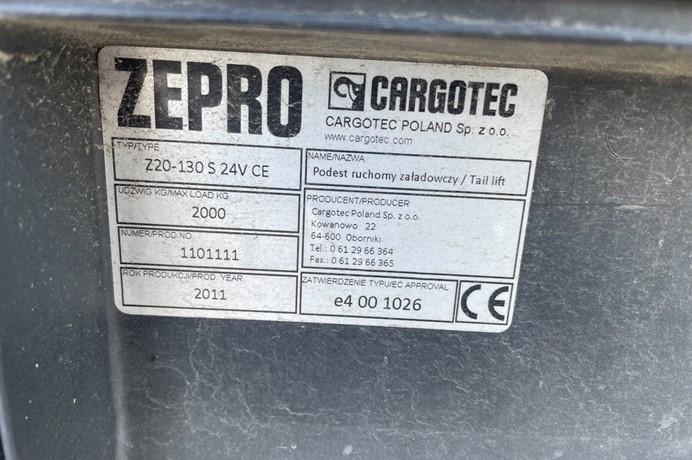 ZEPRO
CARGOTEC
CARGOTEC POLAND Sp. z o.o.
www.cargotec.com
TYP/TYPE
Z20-130 S 24V CE
UDŹWIG KG/MAX LOAD KG
2000
NUMER/PROD.NO
1101111
ROK PRODUKCJI/PROD. YEAR
2011
NAME/NAZWA
Podest ruchomy załadowczy / Tail lift
PRODUCENT/PRODUCER
Cargotec Poland Sp. z o.o.
Kowanowo 22
64-600 Oborniki
Tel.: 0 61 29 66 364
Fax.: 0 61 29 66 365
ZATWIERDZENIE TYPU/EC APPROVAL
e4 00 1026
CE